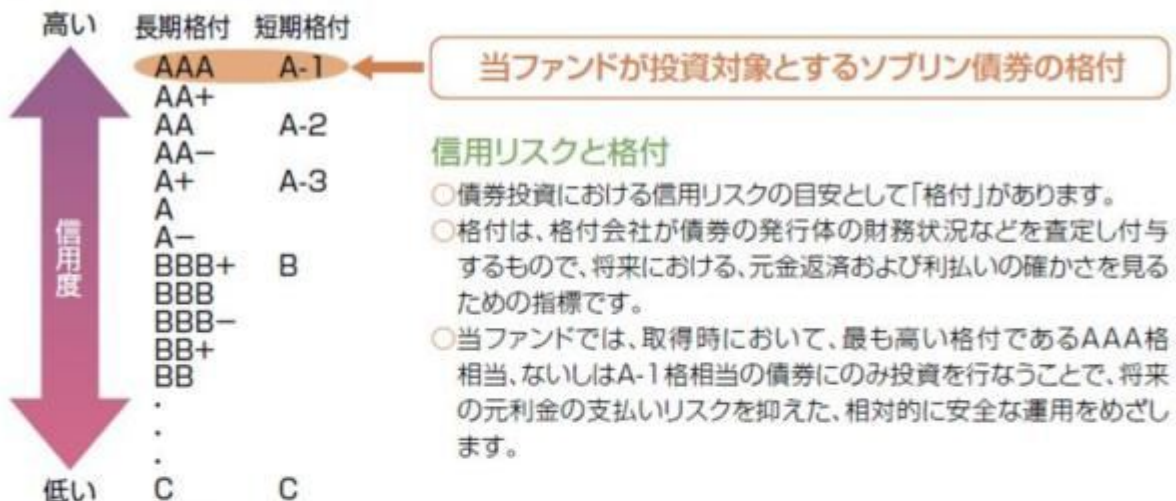 高い 長期格付 短期格付
AAA A-1
AA+
AA A-2
AA−
A+ A-3
A
A−
BBB+ B
BBB
BBB−
BB+
BB
・
・
・
低い C C
信用度
当ファンドが投資対象とするソブリン債券の格付
信用リスクと格付
○債券投資における信用リスクの目安として「格付」があります。
○格付は、格付会社が債券の発行体の財務状況などを査定し付与
するもので、将来における、元金返済および利払いの確かさを見る
ための指標です。
○当ファンドでは、取得時において、最も高い格付であるAAA格
相当、ないしはA-1格相当の債券にのみ投資を行なうことで、将来
の元利金の支払いリスクを抑えた、相対的に安全な運用をめざし
ます。